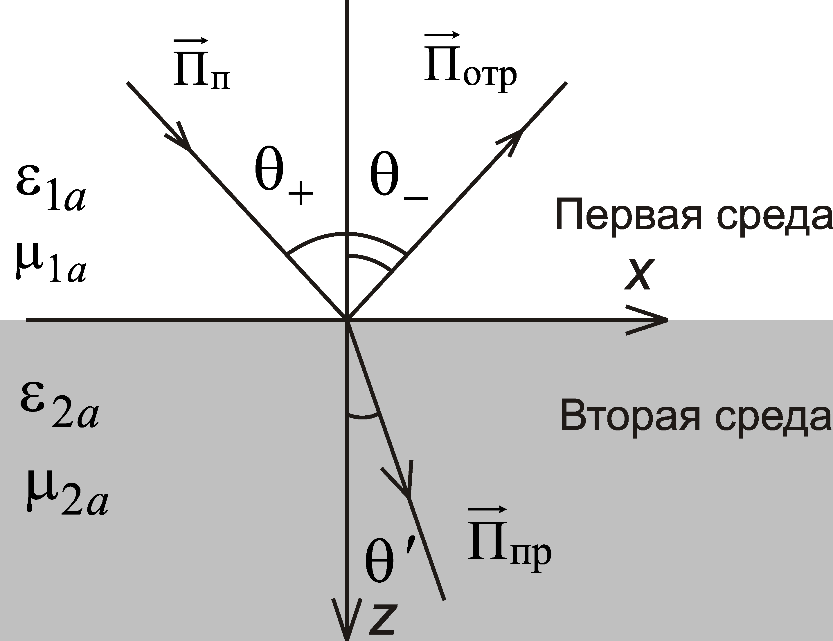 П⃗п П⃗отр
θ+ θ−
ε1a
Первая среда
μ1a
x
ε2a
Вторая среда
μ2a
θ′
П⃗пр
z